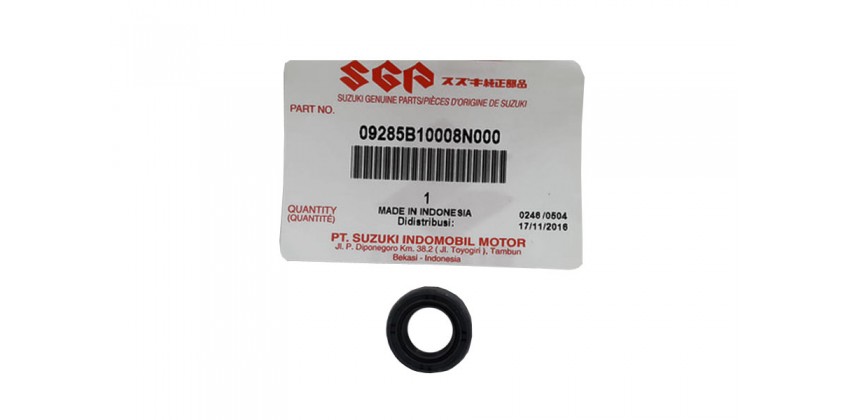 SGP スズキ純正部品
SUZUKI GENUINE PARTS/PIÈCES D'ORIGINE DE SUZUKI
PART NO.
09285B10008N000
1
QUANTITY
(QUANTITÉ)
MADE IN INDONESIA
Didistribusi:
0246 /0504
17/11/2016
PT. SUZUKI INDOMOBIL MOTOR
Jl. P. Diponegoro Km. 38.2 ( Jl. Toyogiri ), Tambun
Bekasi - Indonesia